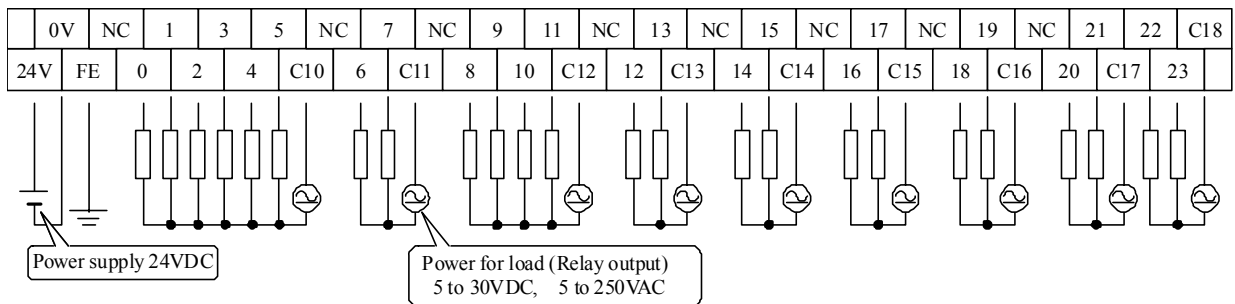 0V NC 1 3 5 NC 7 NC 9 11 NC 13 NC 15 NC 17 NC 19 NC 21 22 C18
24V FE 0 2 4 C10 6 C11 8 10 C12 12 C13 14 C14 16 C15 18 C16 20 C17 23
Power supply 24VDC
Power for load (Relay output)
5 to 30VDC, 5 to 250VAC